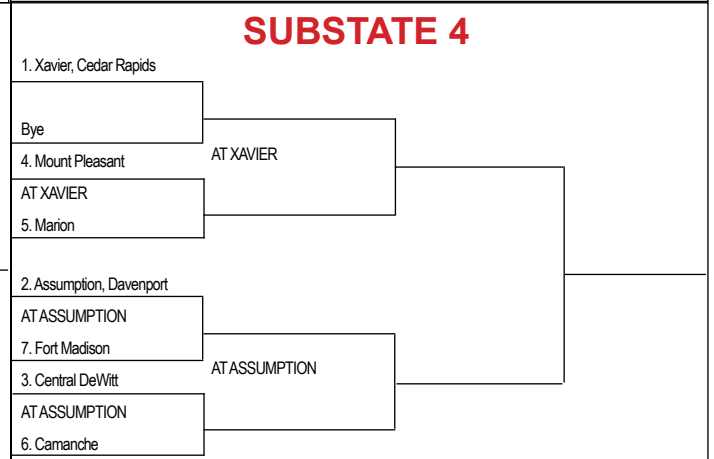 SUBSTATE 4
1. Xavier, Cedar Rapids
Bye
AT XAVIER
4. Mount Pleasant
AT XAVIER
5. Marion
2. Assumption, Davenport
AT ASSUMPTION
7. Fort Madison
AT ASSUMPTION
3. Central DeWitt
AT ASSUMPTION
6. Camanche